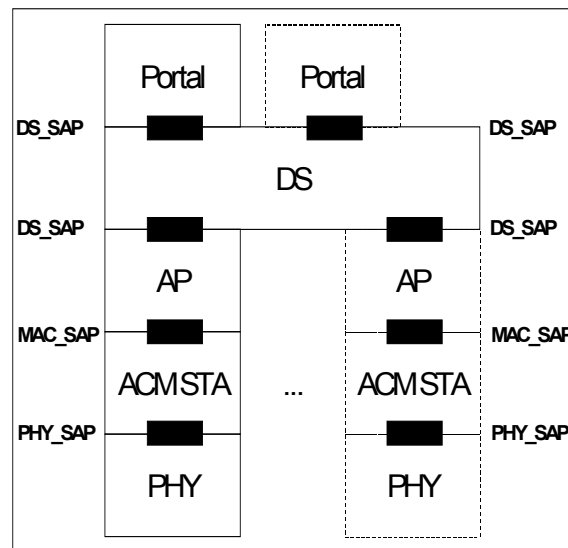 Portal Portal
DS_SAP DS_SAP
DS
DS_SAP DS_SAP
AP AP
MAC_SAP MAC_SAP
ACM STA ... ACM STA
PHY_SAP PHY_SAP
PHY PHY